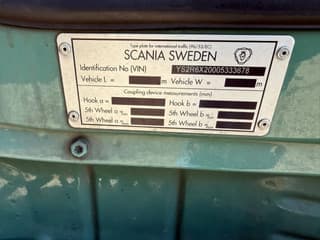 Type plate for international traffic (96/53/EC)
SCANIA SWEDEN
Identification No (VIN) YS2R6X20005333678
Vehicle L = m Vehicle W = m
Coupling device measurements (mm)
Hook a = Hook b =
5th Wheel a = 5th Wheel b =
5th Wheel a = 5th Wheel b =